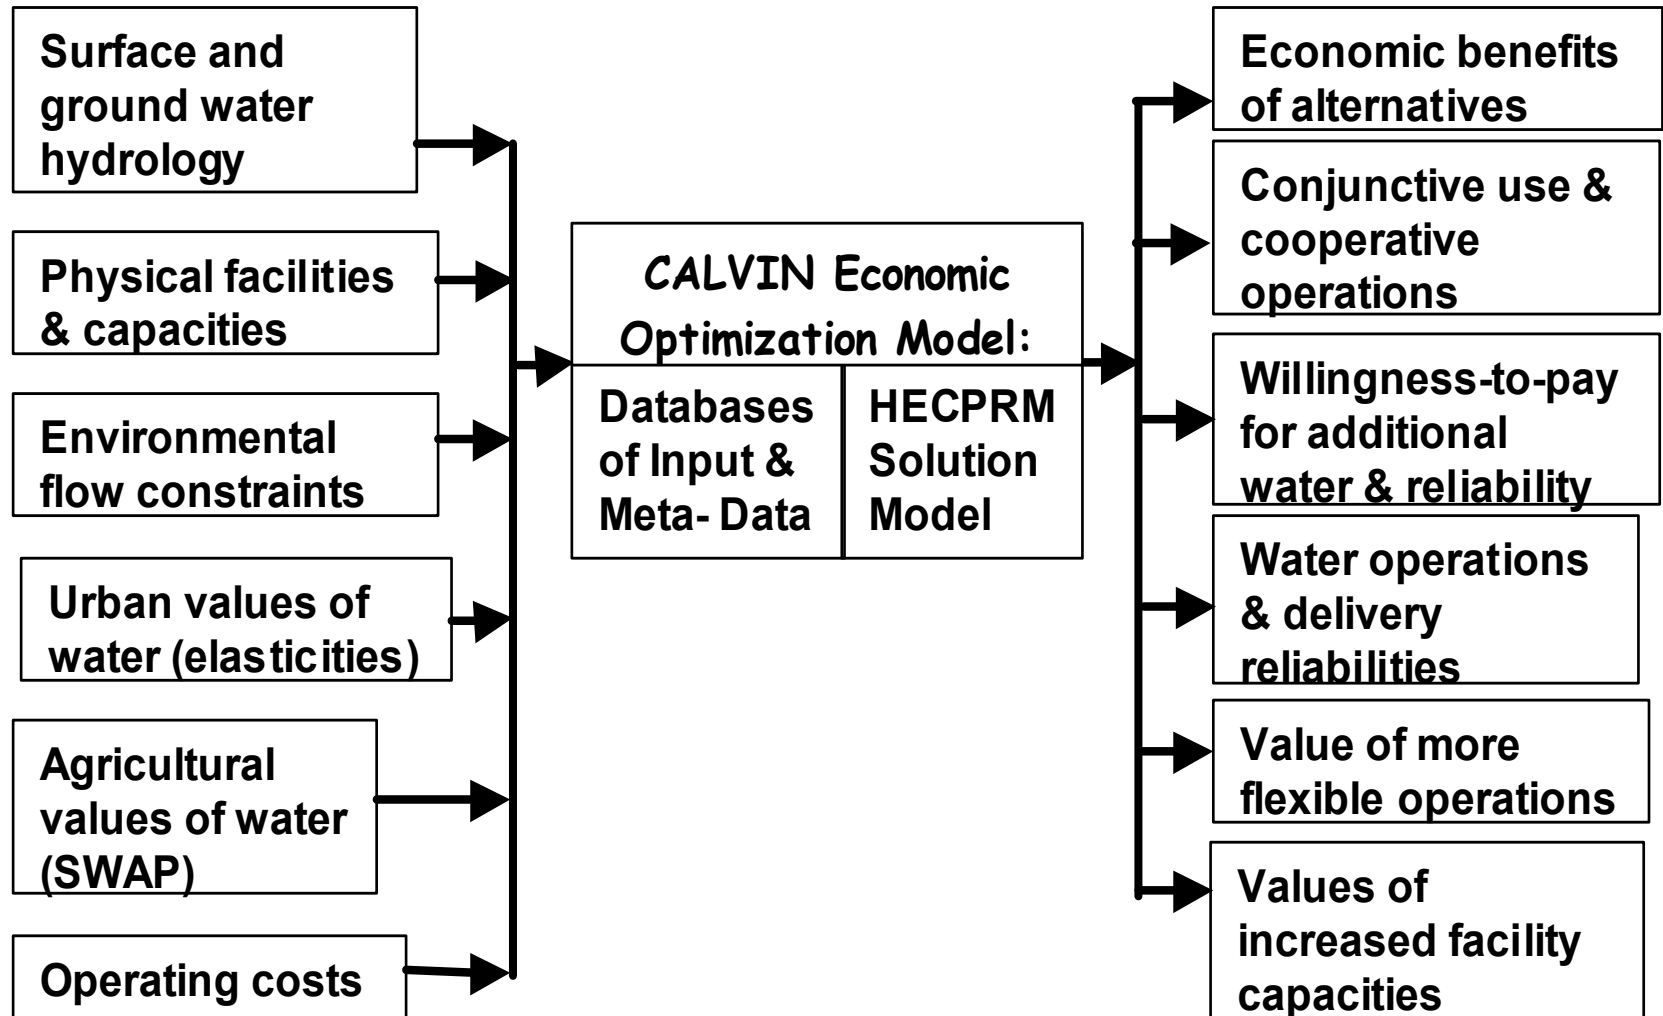 Surface and
ground water
hydrology
Physical facilities
& capacities
Environmental
flow constraints
Urban values of
water (elasticities)
Agricultural
values of water
(SWAP)
Operating costs
CALVIN Economic
Optimization Model:
Databases
of Input &
Meta- Data
HECPRM
Solution
Model
Economic benefits
of alternatives
Conjunctive use &
cooperative
operations
Willingness-to-pay
for additional
water & reliability
Water operations
& delivery
reliabilities
Value of more
flexible operations
Values of
increased facility
capacities